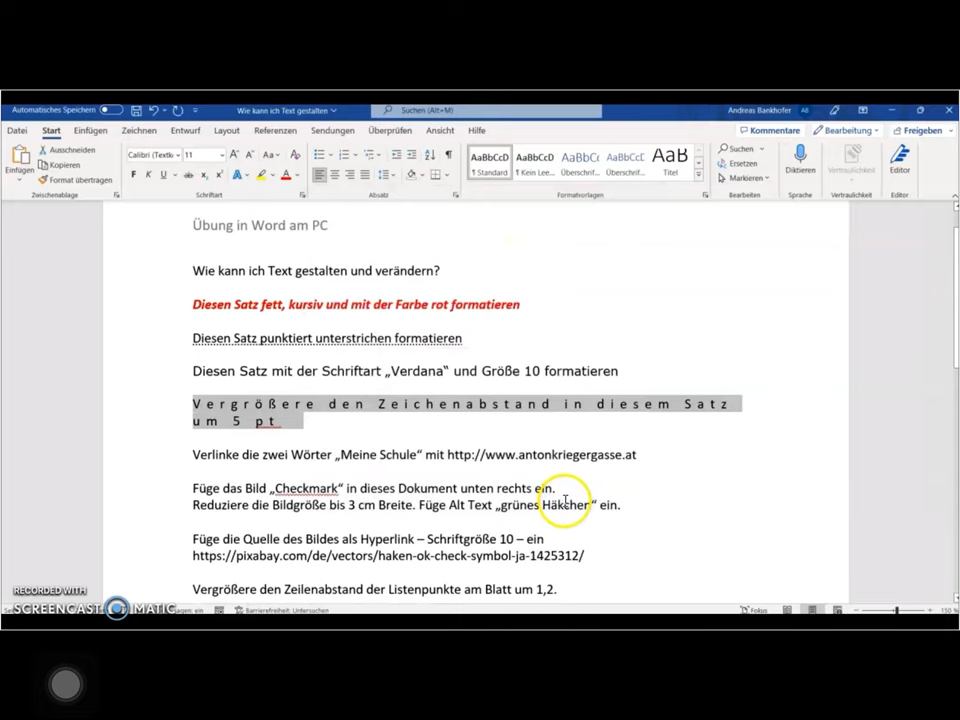 Automatisches Speichern
Wie kann ich Text gestalten
Suchen (Alt+M)
Andreas Bankhofer
AB
Datei Start Einfügen Zeichnen Entwurf Layout Referenzen Sendungen Überprüfen Ansicht Hilfe
Kommentare Bearbeitung Freigeben
Einfügen
Ausschneiden
Kopieren
Format übertragen
Zwischenablage
Calibri (Textk 11
F K U ab x₂ x² A A
Schriftart
Absatz
AaBbCcD AaBbCcD AaBbCc AaBbCcD AaB
¶ Standard ¶ Kein Lee... Überschrif... Überschrif... Titel
Formatvorlagen
Suchen
Ersetzen
Markieren
Bearbeiten
Diktieren
Sprache
Vertraulichkeit
Vertraulichkeit
Editor
Editor
Übung in Word am PC
Wie kann ich Text gestalten und verändern?
Diesen Satz fett, kursiv und mit der Farbe rot formatieren
Diesen Satz punktiert unterstrichen formatieren
Diesen Satz mit der Schriftart „Verdana“ und Größe 10 formatieren
Vergrößere den Zeichenabstand in diesem Satz
um 5 pt
Verlinke die zwei Wörter „Meine Schule“ mit http://www.antonkriegergasse.at
Füge das Bild „Checkmark“ in dieses Dokument unten rechts ein.
Reduziere die Bildgröße bis 3 cm Breite. Füge Alt Text „grünes Häkchen“ ein.
Füge die Quelle des Bildes als Hyperlink – Schriftgröße 10 – ein
https://pixabay.com/de/vectors/haken-ok-check-symbol-ja-1425312/
Vergrößere den Zeilenabstand der Listenpunkte am Blatt um 1,2.
RECORDED WITH
SCREENCAST MATIC
Barrierefreiheit: Untersuchen
Fokus
150 %